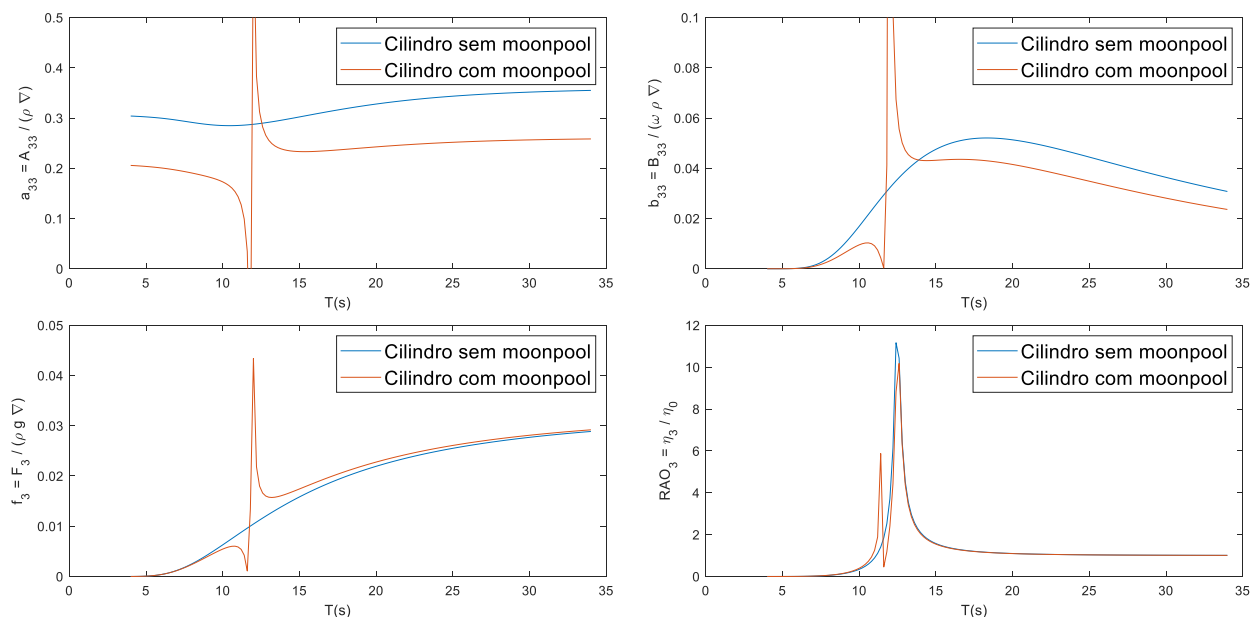 0.5
0.4
0.3
0.2
0.1
0
a33 = A33 / (ρ ∇)
0 5 10 15 20 25 30 35
T(s)
Cilindro sem moonpool
Cilindro com moonpool
0.1
0.08
0.06
0.04
0.02
0
b33 = B33 / (ω ρ ∇)
0 5 10 15 20 25 30 35
T(s)
Cilindro sem moonpool
Cilindro com moonpool
0.05
0.04
0.03
0.02
0.01
0
f3 = F3 / (ρ g ∇)
0 5 10 15 20 25 30 35
T(s)
Cilindro sem moonpool
Cilindro com moonpool
12
10
8
6
4
2
0
RAO3 = η3 / η0
0 5 10 15 20 25 30 35
T(s)
Cilindro sem moonpool
Cilindro com moonpool